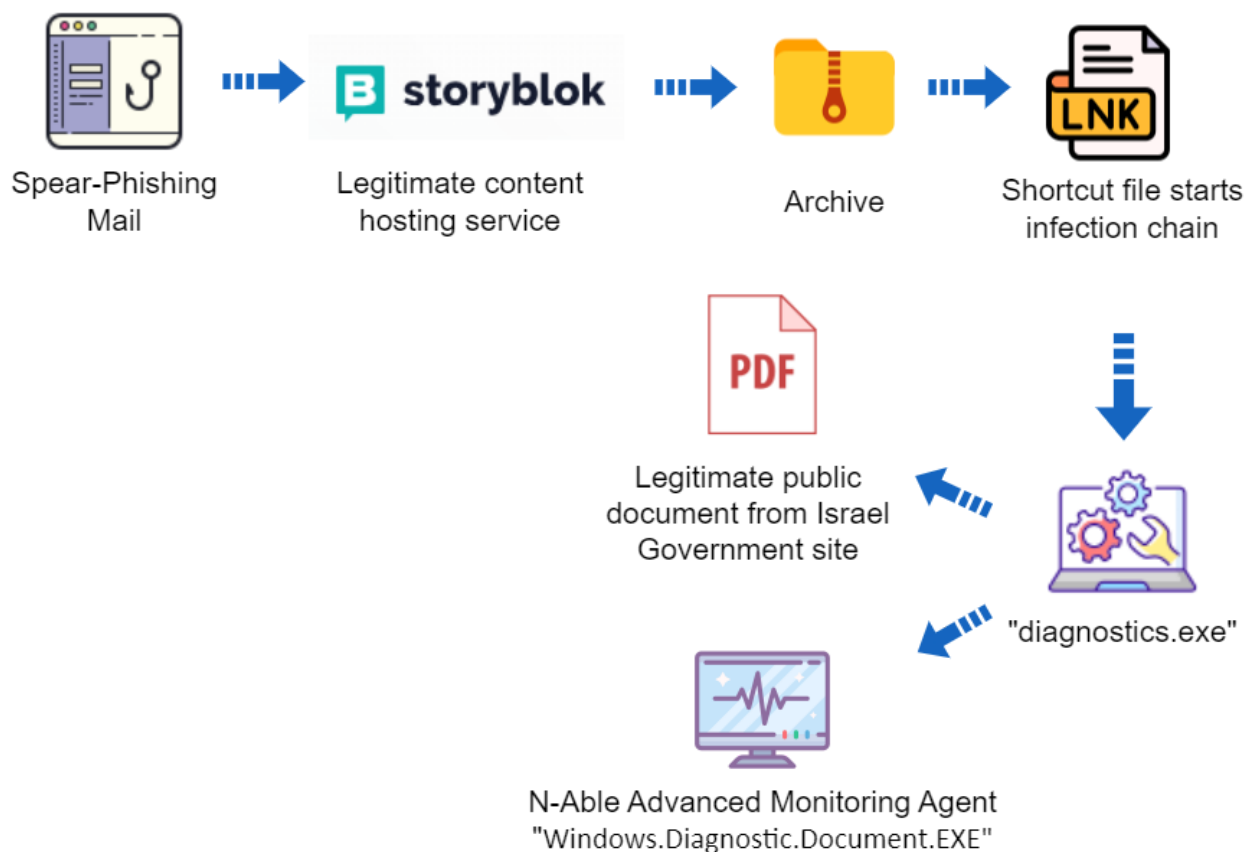 storyblok
Spear-Phishing
Mail
Legitimate content
hosting service
Archive
LNK
Shortcut file starts
infection chain
PDF
Legitimate public
document from Israel
Government site
"diagnostics.exe"
N-Able Advanced Monitoring Agent
"Windows.Diagnostic.Document.EXE"